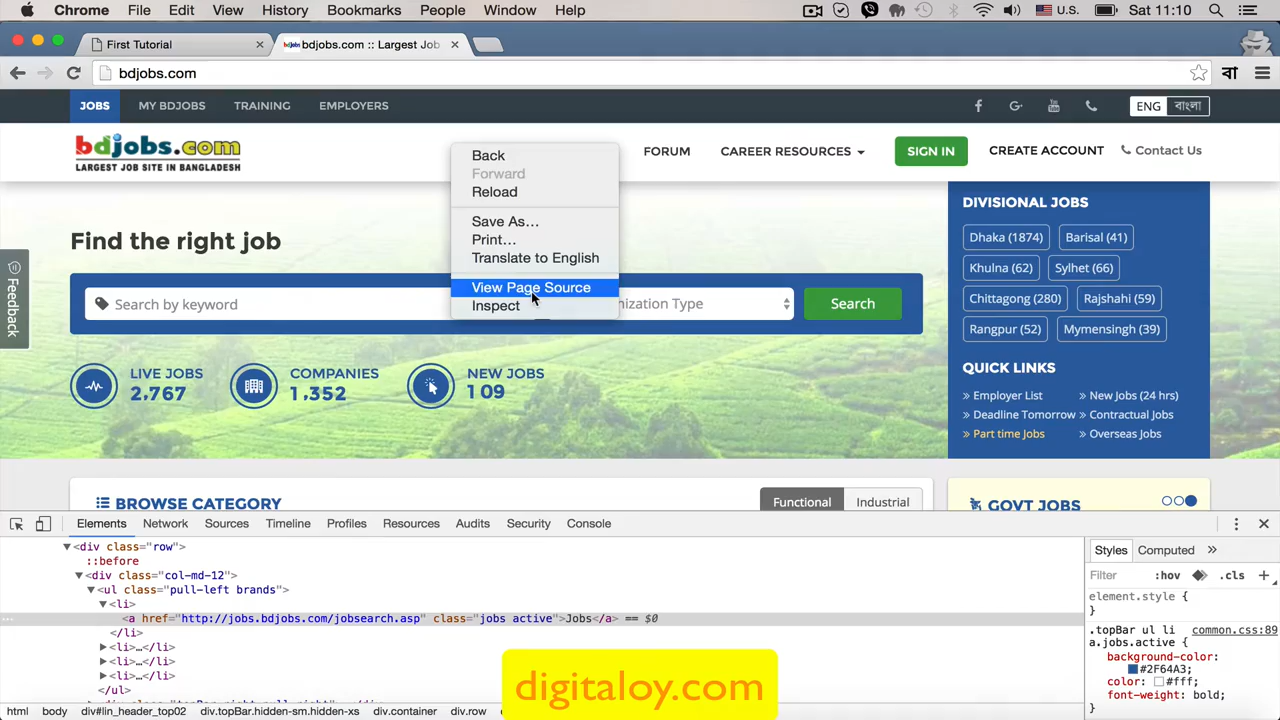 Chrome File Edit View History Bookmarks People Window Help U.S. Sat 11:10
First Tutorial bdjobs.com :: Largest Job
bdjobs.com বা
JOBS MY BDJOBS TRAINING EMPLOYERS ENG বাংলা
bdjobs.com
LARGEST JOB SITE IN BANGLADESH
FORUM CAREER RESOURCES SIGN IN CREATE ACCOUNT Contact Us
Back
Forward
Reload
Save As...
Print...
Translate to English
View Page Source
Inspect
Find the right job
Search by keyword nization Type Search
LIVE JOBS
2,767
COMPANIES
1,352
NEW JOBS
109
DIVISIONAL JOBS
Dhaka (1874) Barisal (41)
Khulna (62) Sylhet (66)
Chittagong (280) Rajshahi (59)
Rangpur (52) Mymensingh (39)
QUICK LINKS
» Employer List » New Jobs (24 hrs)
» Deadline Tomorrow » Contractual Jobs
» Part time Jobs » Overseas Jobs
Feedback
BROWSE CATEGORY Functional Industrial
GOVT JOBS
Elements Network Sources Timeline Profiles Resources Audits Security Console
<div class="row">
::before
<div class="col-md-12">
<ul class="pull-left brands">
<li>
<a href="http://jobs.bdjobs.com/jobsearch.asp" class="jobs active">Jobs</a> == $0
</li>
<li>…</li>
<li>…</li>
<li>…</li>
</ul>
html body div#lin_header_top02 div.topBar.hidden-sm.hidden-xs div.container div.row
Styles Computed »
Filter :hov .cls +
element.style {
}
.topBar ul li common.css:89
a.jobs.active {
background-color:
#2F64A3;
color: #fff;
font-weight: bold;
}
digitaloy.com